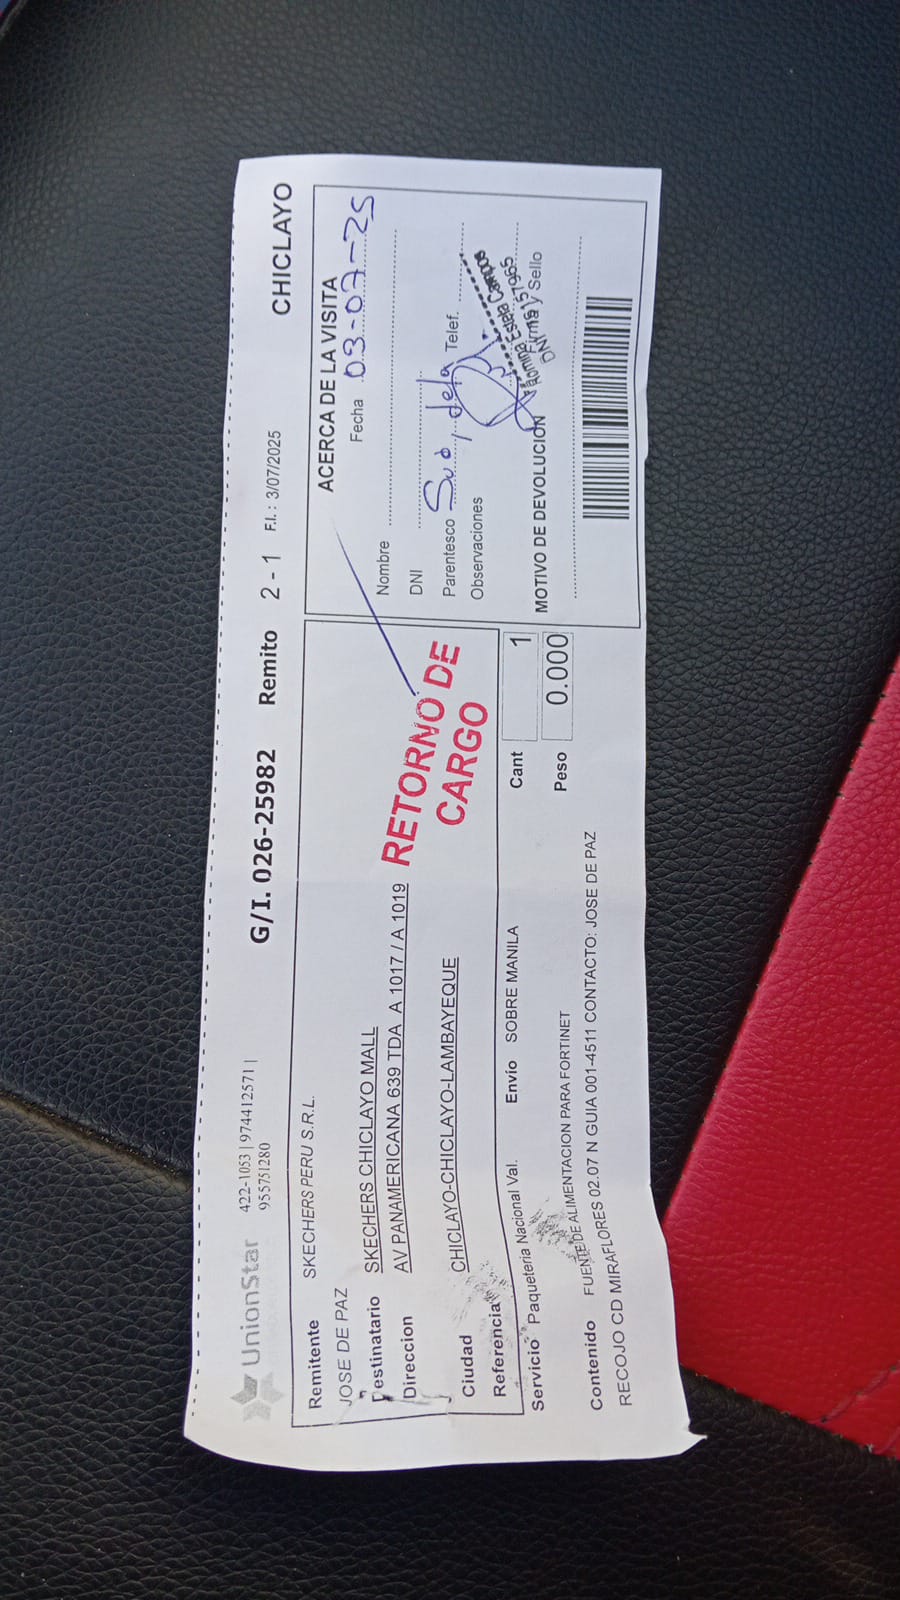 UnionStar
422-1053 | 974412571 |
955751280
G/I. 026-25982 Remito 2 - 1 F.I. : 3/07/2025 CHICLAYO
Remitente SKECHERS PERU S.R.L.
JOSE DE PAZ
Destinatario SKECHERS CHICLAYO MALL
Direccion AV PANAMERICANA 639 TDA A 1017 / A 1019
Ciudad CHICLAYO-CHICLAYO-LAMBAYEQUE
Referencia
RETORNO DE
CARGO
Servicio Paqueteria Nacional Val. Envío SOBRE MANILA Cant 1
Peso 0.000
Contenido FUENTE DE ALIMENTACION PARA FORTINET
RECOJO CD MIRAFLORES 02.07 N GUIA 001-4511 CONTACTO: JOSE DE PAZ
ACERCA DE LA VISITA
Fecha 03-07-25
Nombre
DNI
Parentesco Telef.
Observaciones
Estela Campos
Firma y Sello
MOTIVO DE DEVOLUCION